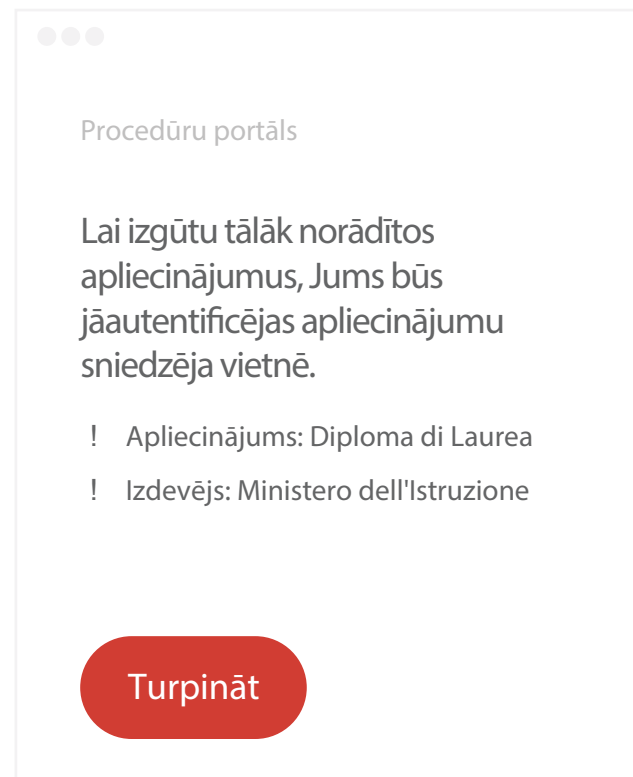 Procedūru portāls
Lai izgūtu tālāk norādītos
apliecinājumus, Jums būs
jāautentificējas apliecinājumu
sniedzēja vietnē.
! Apliecinājums: Diploma di Laurea
! Izdevējs: Ministero dell'Istruzione
Turpināt